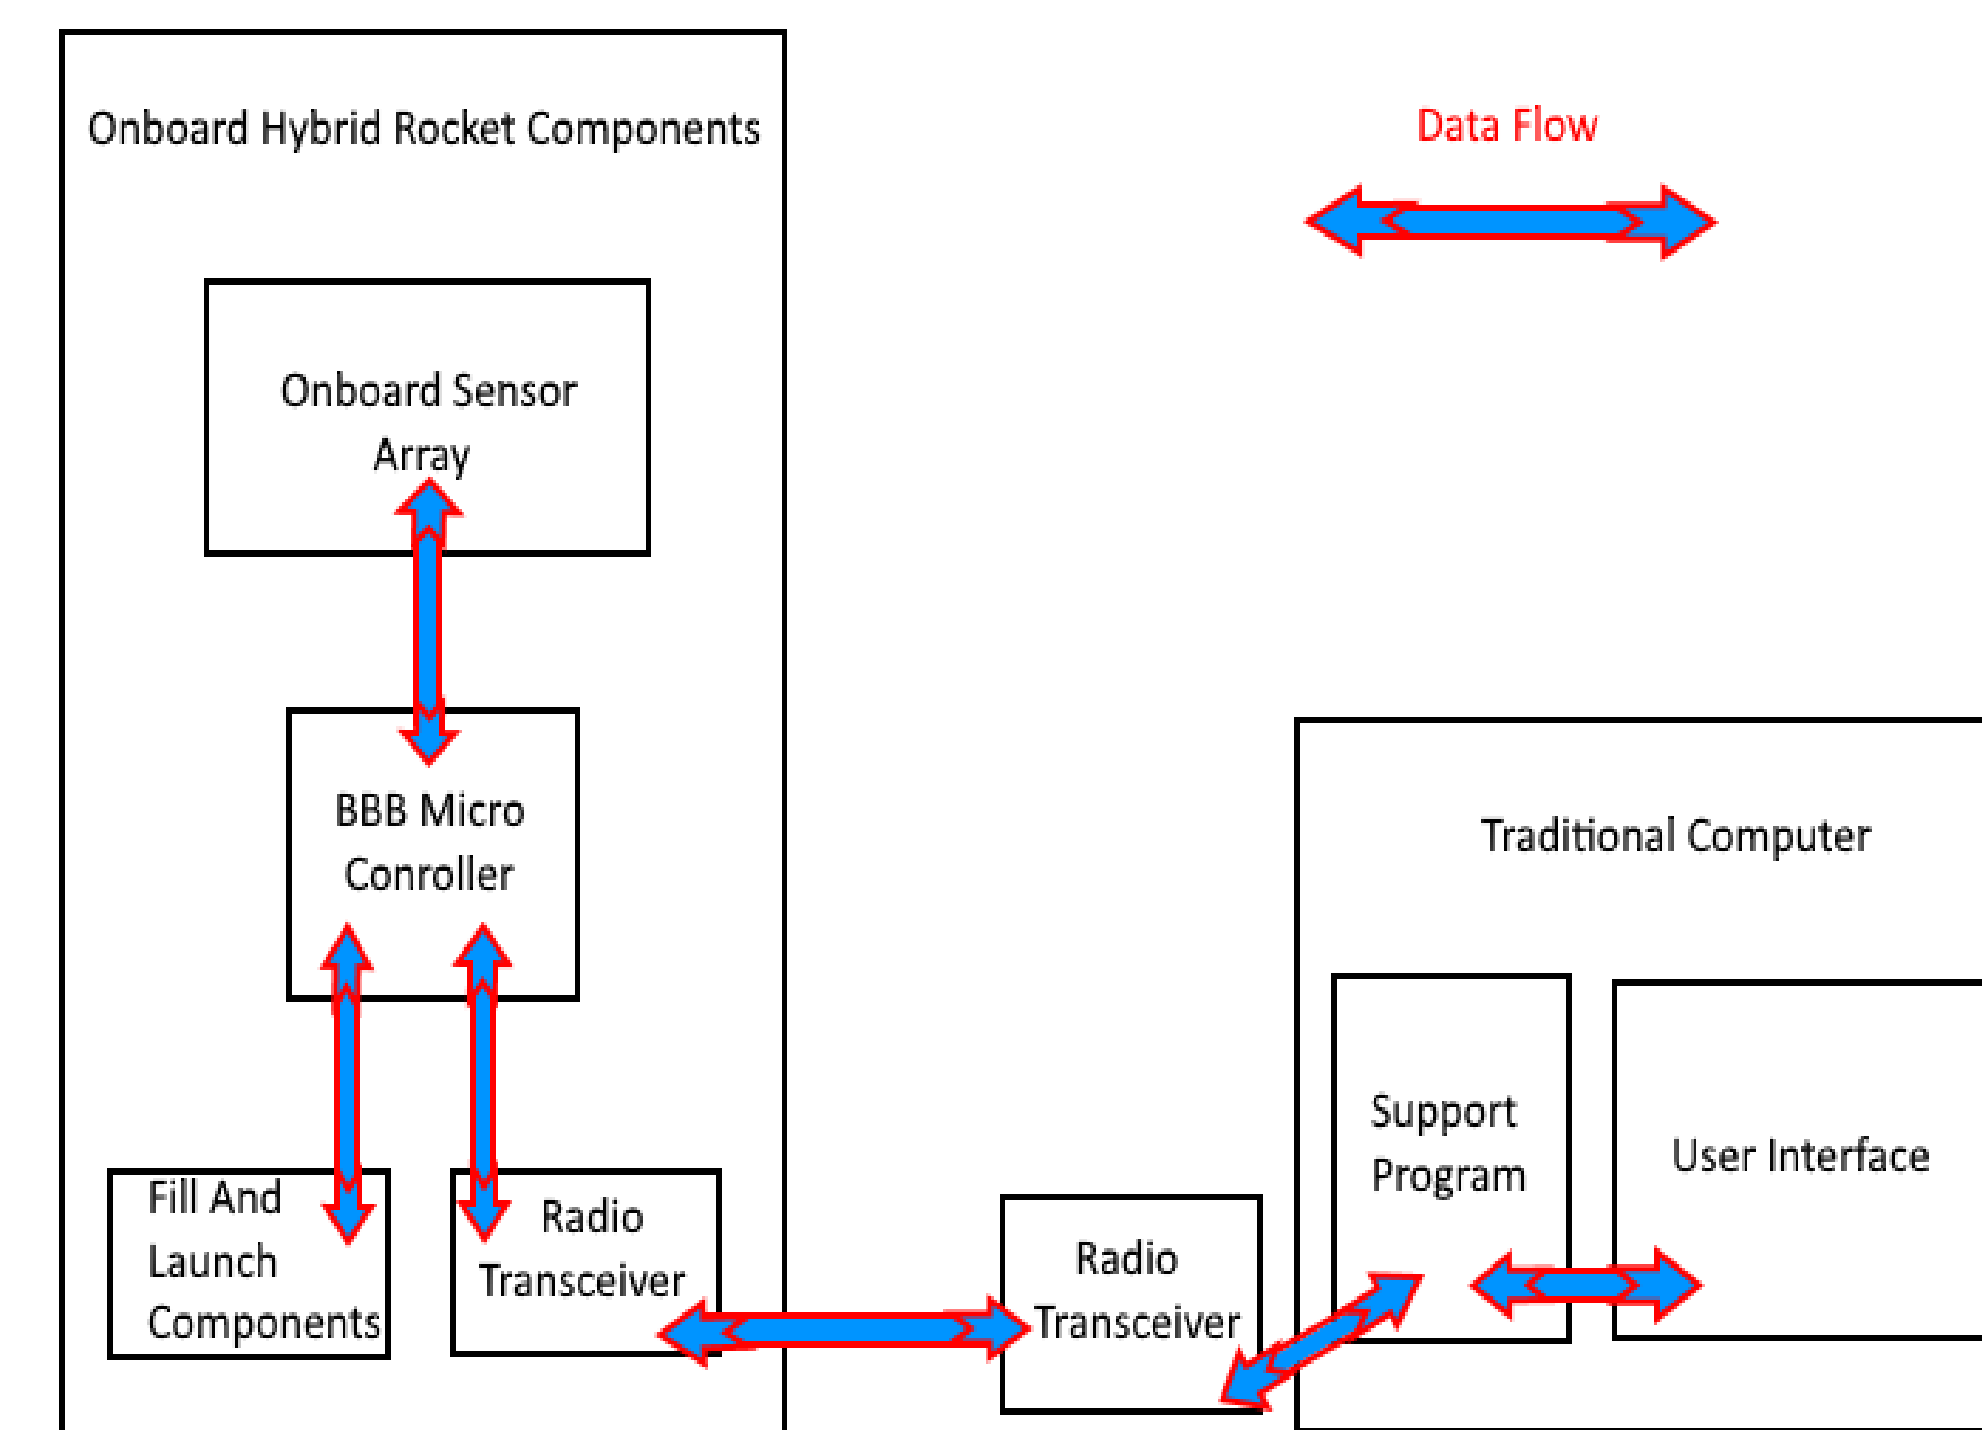 Onboard Hybrid Rocket Components
Data Flow
Onboard Sensor
Array
BBB Micro
Conroller
Traditional Computer
Fill And
Launch
Components
Radio
Transceiver
Radio
Transceiver
Support
Program
User Interface